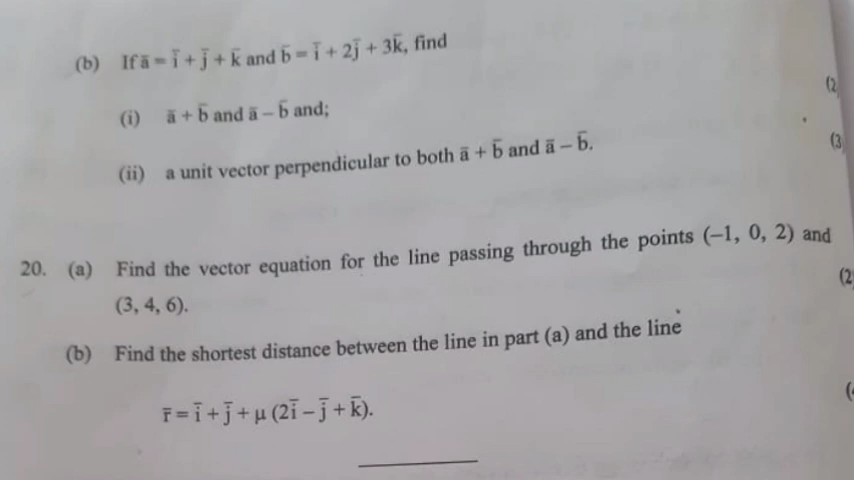 (b) If ā = ī + j̄ + k̄ and b̄ = ī + 2j̄ + 3k̄, find
(i) ā + b̄ and ā – b̄ and;
(2
(ii) a unit vector perpendicular to both ā + b̄ and ā – b̄.
(3
20. (a) Find the vector equation for the line passing through the points (–1, 0, 2) and
(3, 4, 6).
(2
(b) Find the shortest distance between the line in part (a) and the line
r̄ = ī + j̄ + μ (2ī – j̄ + k̄).